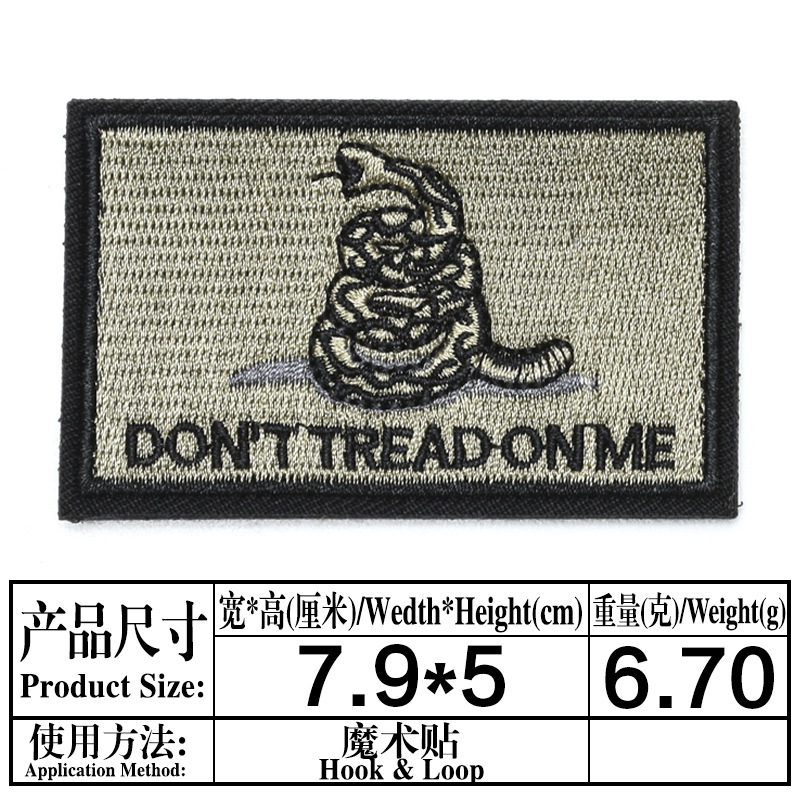 DON'T TREAD ON ME
产品尺寸
Product Size:
宽*高(厘米)/Wedth*Height(cm)
7.9*5
重量(克)/Weight(g)
6.70
使用方法:
Application Method:
魔术贴
Hook & Loop